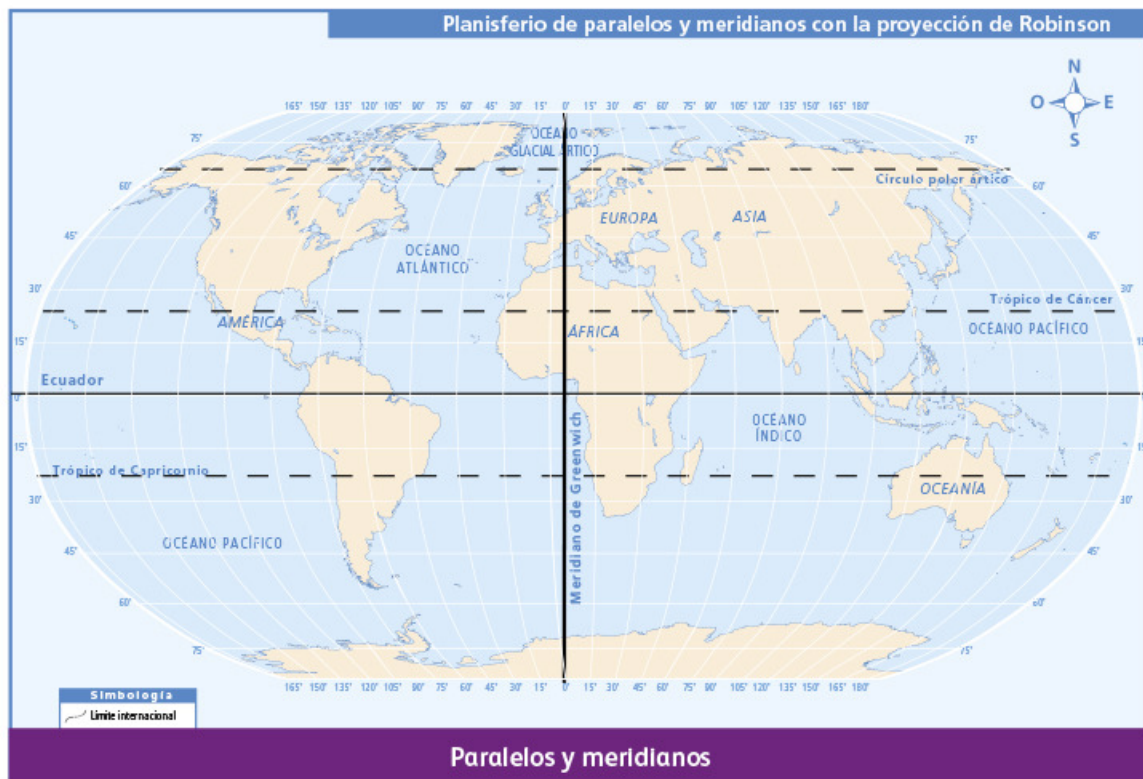 Planisferio de paralelos y meridianos con la proyección de Robinson
N
O
E
S
165° 150° 135° 120° 105° 90° 75° 60° 45° 30° 15° 0° 15° 30° 45° 60° 75° 90° 105° 120° 135° 150° 165° 180°
OCÉANO
GLACIAL ÁRTICO
75°
75°
Círculo polar ártico
60°
60°
EUROPA
ASIA
45°
45°
OCÉANO
ATLÁNTICO
30°
30°
Trópico de Cáncer
AMÉRICA
ÁFRICA
OCÉANO PACÍFICO
15°
15°
Ecuador
0°
0°
OCÉANO
ÍNDICO
15°
15°
Trópico de Capricornio
OCEANÍA
30°
30°
Meridiano de Greenwich
OCÉANO PACÍFICO
45°
45°
60°
60°
75°
75°
165° 150° 135° 120° 105° 90° 75° 60° 45° 30° 15° 0° 15° 30° 45° 60° 75° 90° 105° 120° 135° 150° 165° 180°
Simbología
Límite internacional
Paralelos y meridianos